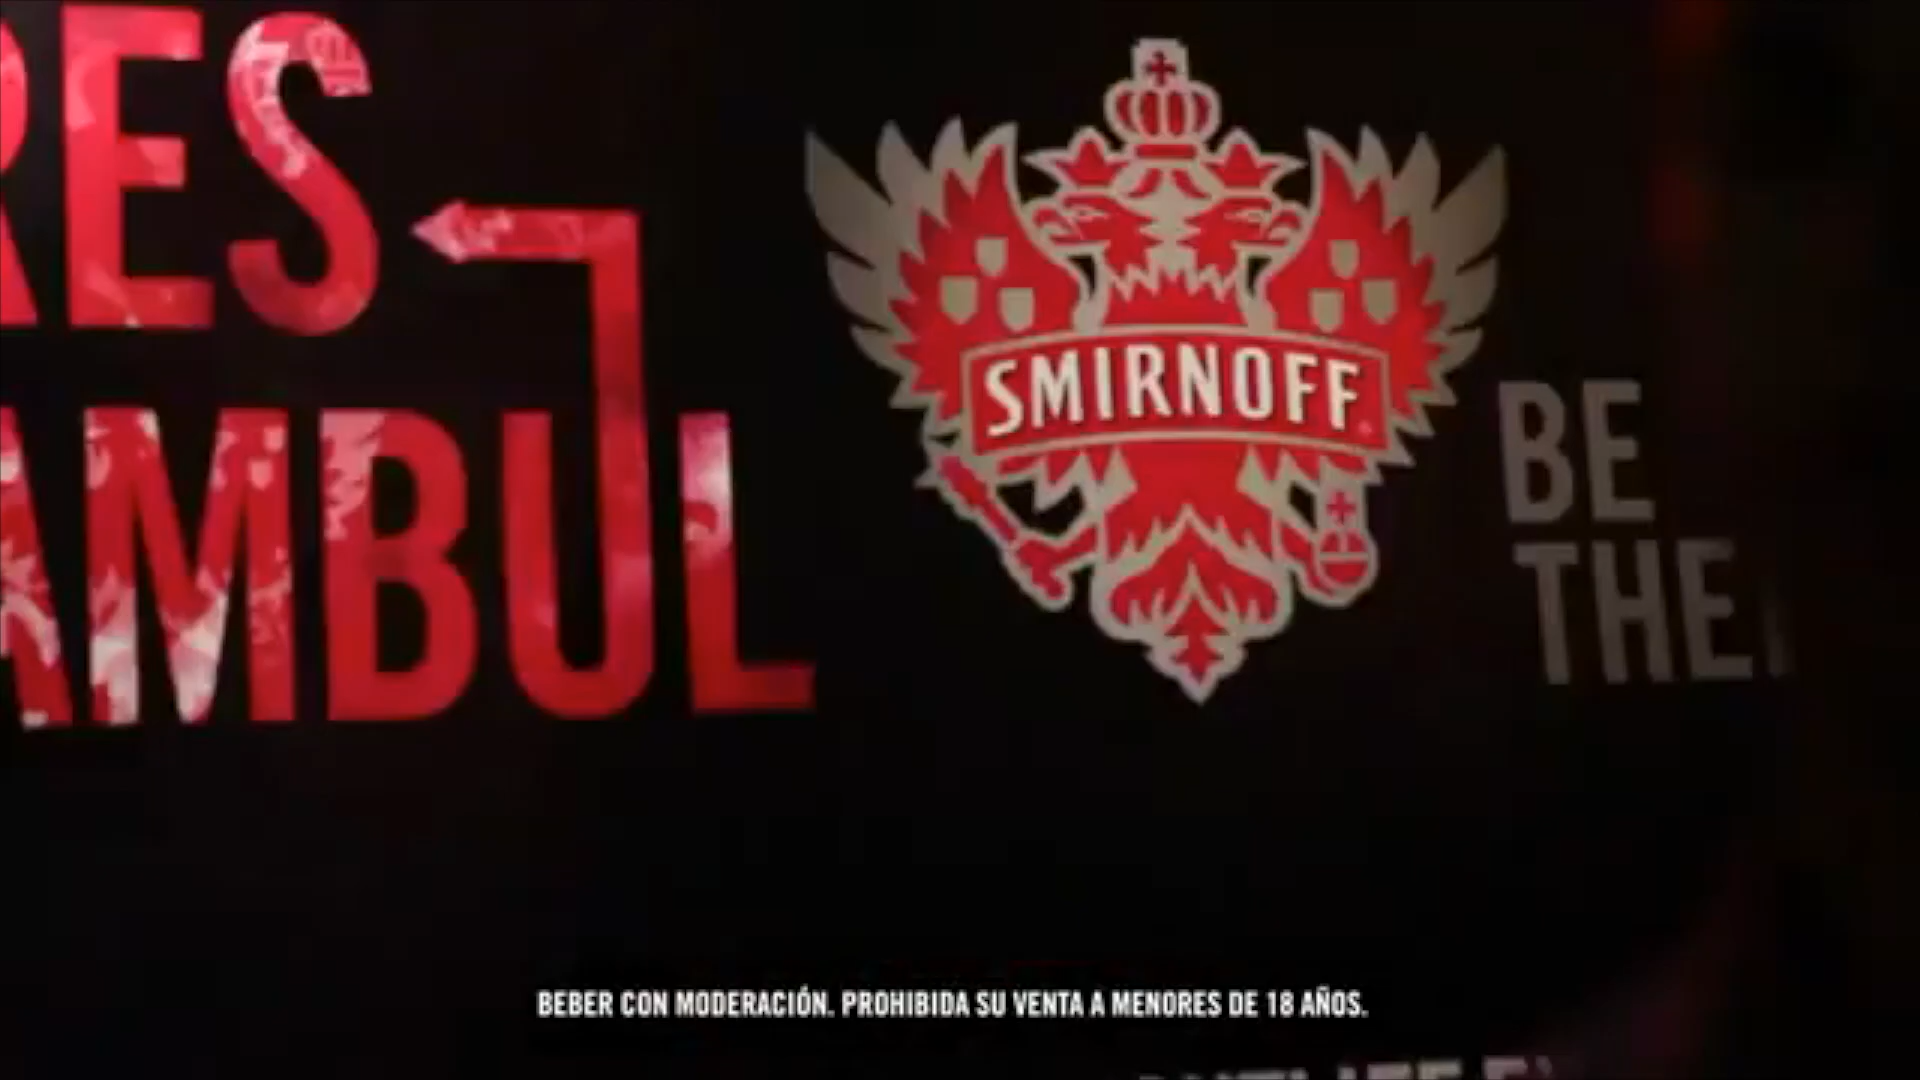 RES
AMBUL
SMIRNOFF
BE
THE
BEBER CON MODERACIÓN. PROHIBIDA SU VENTA A MENORES DE 18 AÑOS.